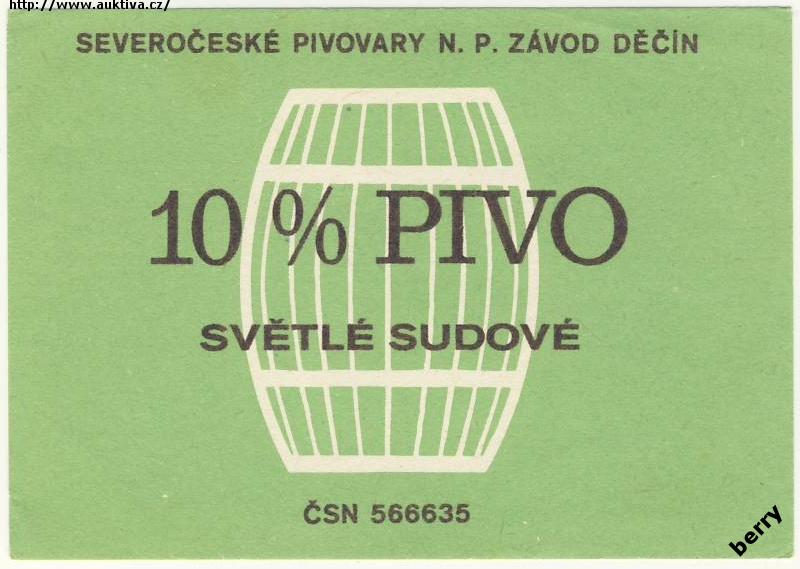 http://www.auktiva.cz/
SEVEROČESKÉ PIVOVARY N. P. ZÁVOD DĚČÍN
10 % PIVO
SVĚTLÉ SUDOVÉ
ČSN 566635
berry